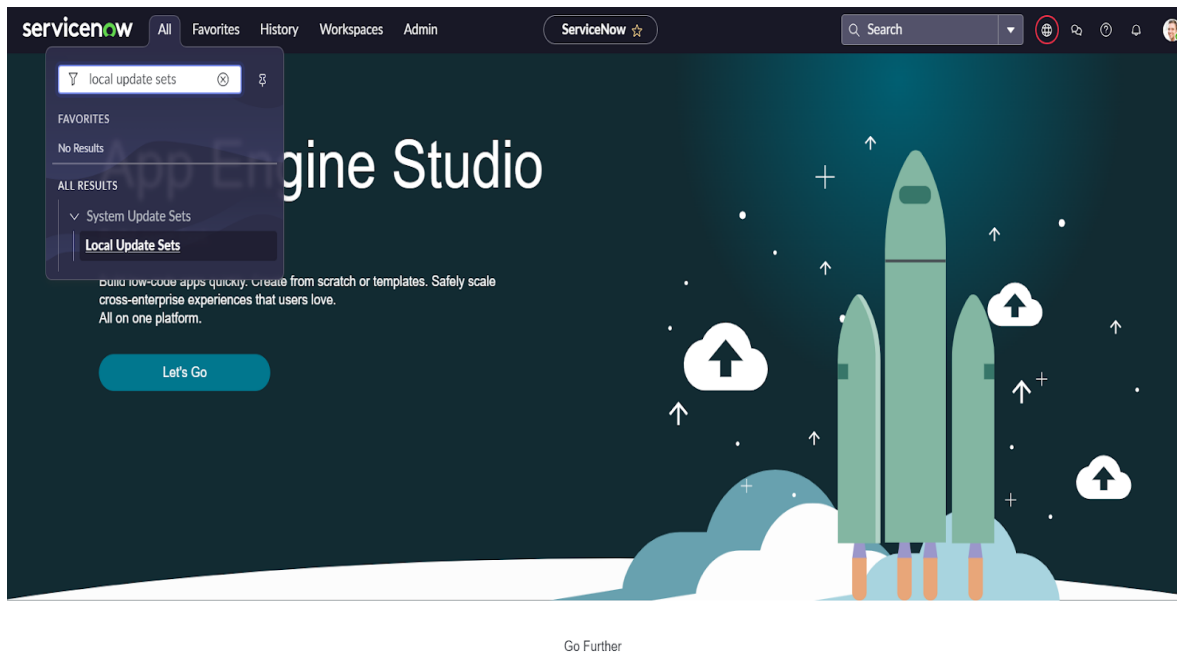 servicenow
All
Favorites
History
Workspaces
Admin
ServiceNow
Search
local update sets
FAVORITES
No Results
ALL RESULTS
System Update Sets
Local Update Sets
App Engine Studio
Build low-code apps quickly. Create from scratch or templates. Safely scale
cross-enterprise experiences that users love.
All on one platform.
Let's Go
Go Further